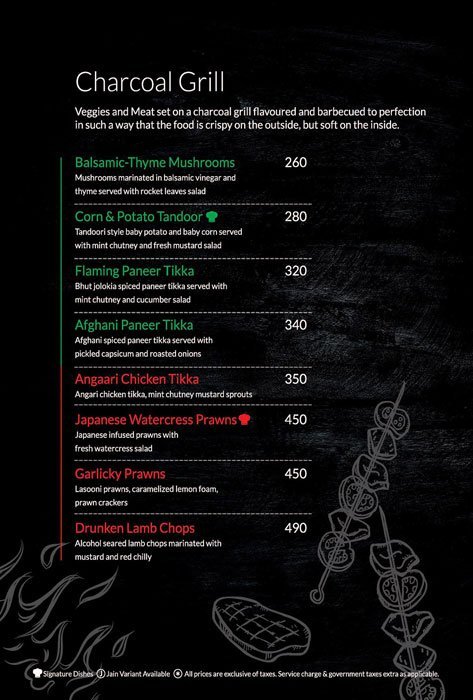 Charcoal Grill
Veggies and Meat set on a charcoal grill flavoured and barbecued to perfection
in such a way that the food is crispy on the outside, but soft on the inside.
Balsamic-Thyme Mushrooms 260
Mushrooms marinated in balsamic vinegar and
thyme served with rocket leaves salad
Corn & Potato Tandoor 280
Tandoori style baby potato and baby corn served
with mint chutney and fresh mustard salad
Flaming Paneer Tikka 320
Bhut jolokia spiced paneer tikka served with
mint chutney and cucumber salad
Afghani Paneer Tikka 340
Afghani spiced paneer tikka served with
pickled capsicum and roasted onions
Angaari Chicken Tikka 350
Angari chicken tikka, mint chutney mustard sprouts
Japanese Watercress Prawns 450
Japanese infused prawns with
fresh watercress salad
Garlicky Prawns 450
Lasooni prawns, caramelized lemon foam,
prawn crackers
Drunken Lamb Chops 490
Alcohol seared lamb chops marinated with
mustard and red chilly
Signature Dishes J Jain Variant Available All prices are exclusive of taxes. Service charge & government taxes extra as applicable.